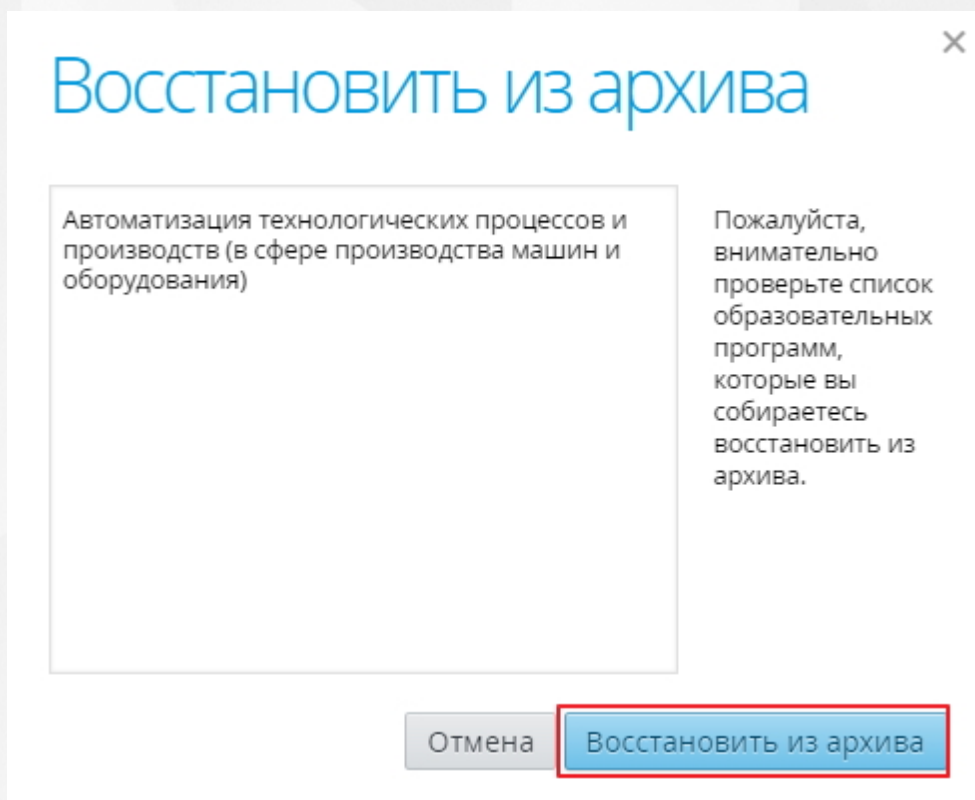 Восстановить из архива
Автоматизация технологических процессов и
производств (в сфере производства машин и
оборудования)
Пожалуйста,
внимательно
проверьте список
образовательных
программ,
которые вы
собираетесь
восстановить из
архива.
Отмена
Восстановить из архива